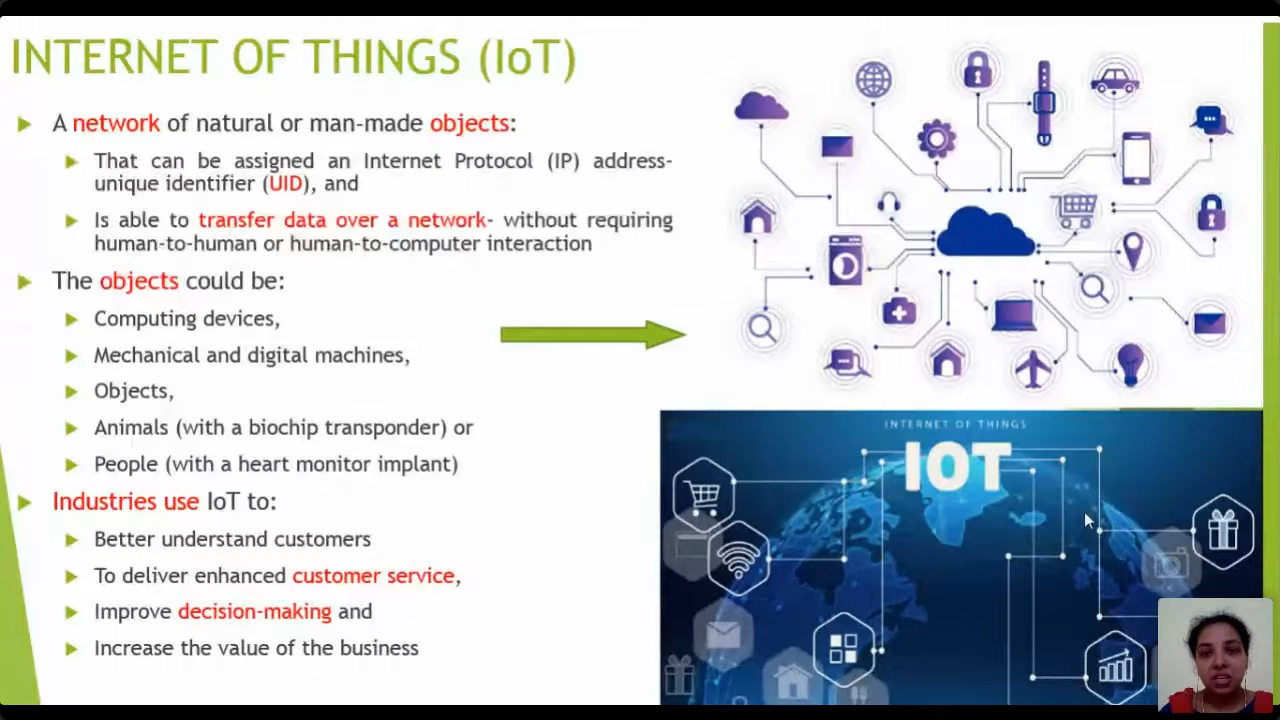 INTERNET OF THINGS (IoT)
A network of natural or man-made objects:
That can be assigned an Internet Protocol (IP) address-
unique identifier (UID), and
Is able to transfer data over a network- without requiring
human-to-human or human-to-computer interaction
The objects could be:
Computing devices,
Mechanical and digital machines,
Objects,
Animals (with a biochip transponder) or
People (with a heart monitor implant)
Industries use IoT to:
Better understand customers
To deliver enhanced customer service,
Improve decision-making and
Increase the value of the business
INTERNET OF THINGS
IOT